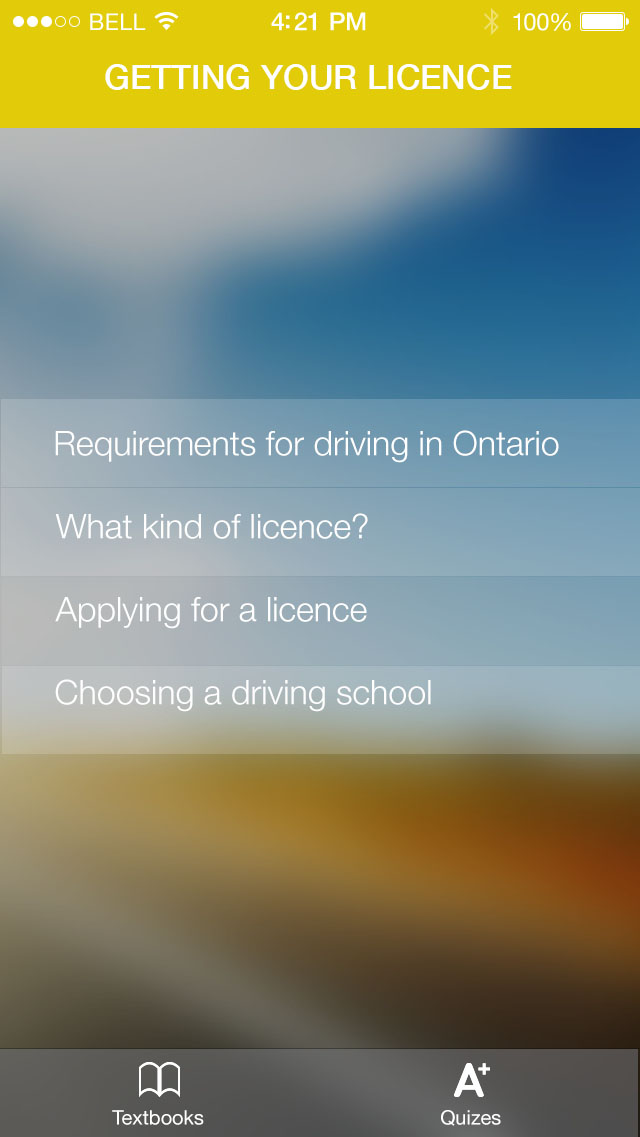 BELL 4:21 PM 100%
GETTING YOUR LICENCE
Requirements for driving in Ontario
What kind of licence?
Applying for a licence
Choosing a driving school
A+
Textbooks Quizes